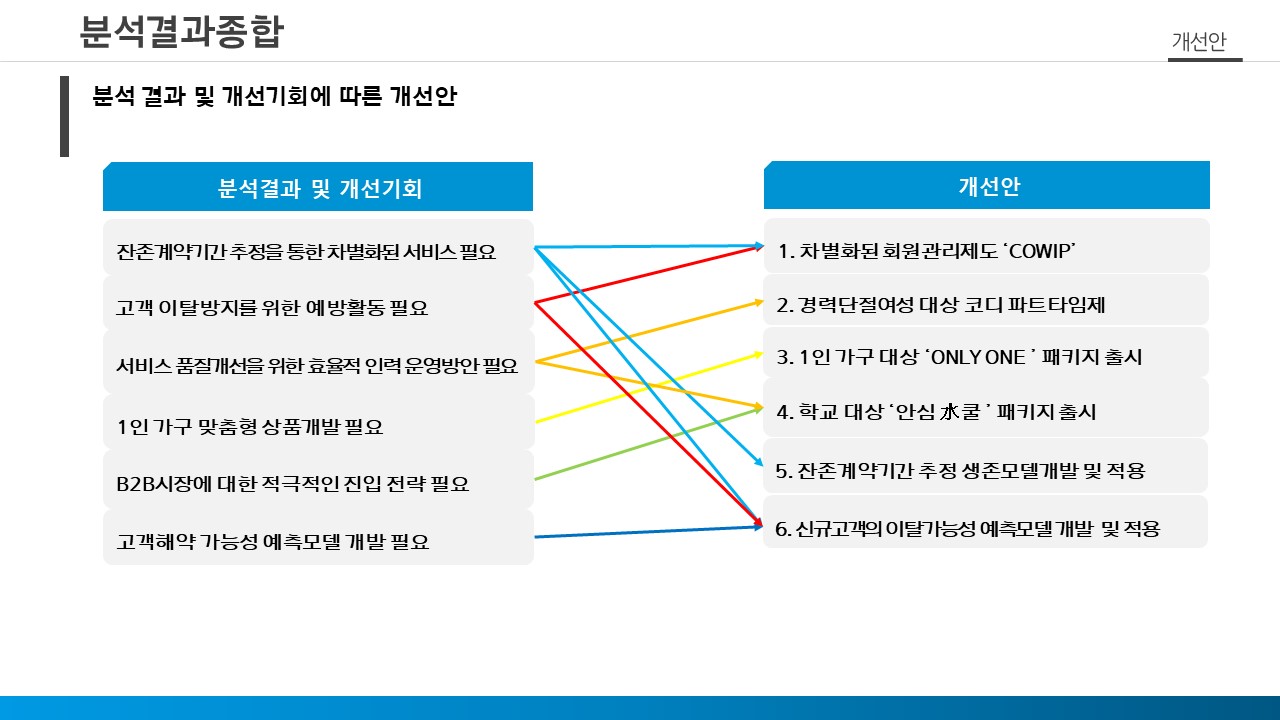 분석결과종합
개선안
분석 결과 및 개선기회에 따른 개선안
분석결과 및 개선기회
잔존계약기간 추정을 통한 차별화된 서비스 필요
고객 이탈방지를 위한 예방활동 필요
서비스 품질개선을 위한 효율적 인력 운영방안 필요
1인 가구 맞춤형 상품개발 필요
B2B시장에 대한 적극적인 진입 전략 필요
고객해약 가능성 예측모델 개발 필요
개선안
1. 차별화된 회원관리제도 ‘COWIP’
2. 경력단절여성 대상 코디 파트타임제
3. 1인 가구 대상 ‘ONLY ONE ’ 패키지 출시
4. 학교 대상 ‘안심 水쿨 ’ 패키지 출시
5. 잔존계약기간 추정 생존모델개발 및 적용
6. 신규고객의 이탈가능성 예측모델 개발 및 적용